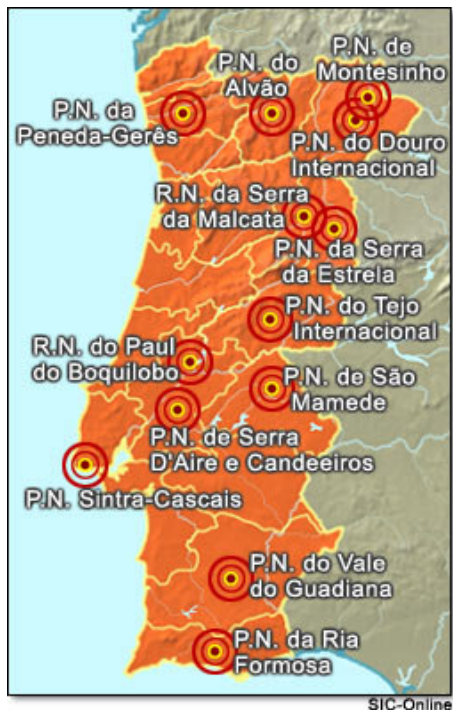 P.N. de
Montesinho
P.N. do
Alvão
P.N. da
Peneda-Gerês
P.N. do Douro
Internacional
R.N. da Serra
da Malcata
P.N. da Serra
da Estrela
P.N. do Tejo
Internacional
R.N. do Paul
do Boquilobo
P.N. de São
Mamede
P.N. de Serra
D'Aire e Candeeiros
P.N. Sintra-Cascais
P.N. do Vale
do Guadiana
P.N. da Ria
Formosa
SIC-Online